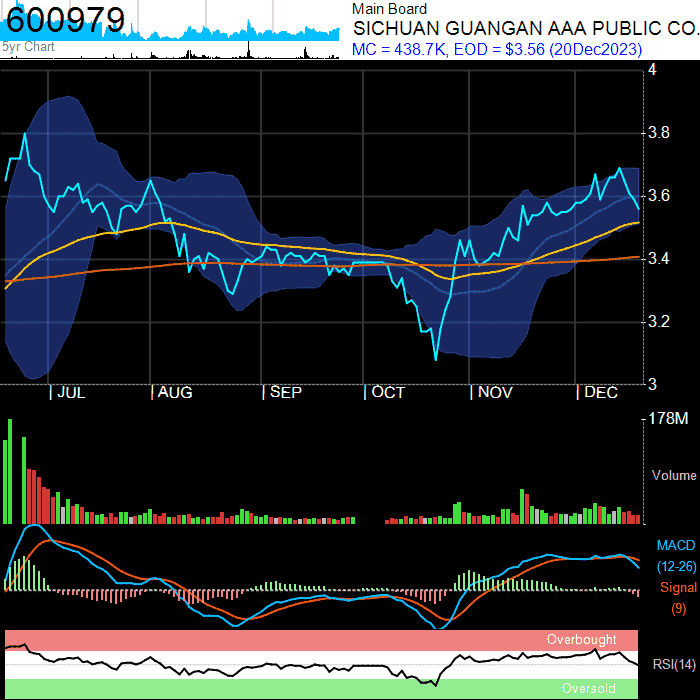 600979
5yr Chart
Main Board
SICHUAN GUANGAN AAA PUBLIC CO.
MC = 438.7K, EOD = $3.56 (20Dec2023)
4
3.8
3.6
3.4
3.2
3
| JUL | AUG | SEP | OCT | NOV | DEC
178M
Volume
MACD
(12-26)
Signal
(9)
Overbought
RSI(14)
Oversold